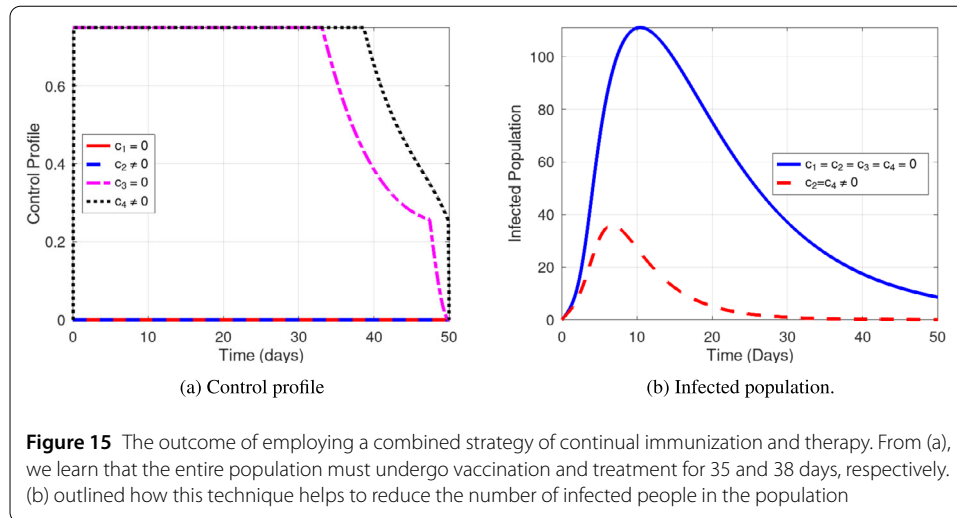 0.6
0.4
0.2
0
Control Profile
c₁ = 0
c₂ ≠ 0
c₃ = 0
c₄ ≠ 0
0 10 20 30 40 50
Time (days)
(a) Control profile
100
80
60
40
20
0
Infected Population
c₁ = c₂ = c₃ = c₄ = 0
c₂=c₄ ≠ 0
0 10 20 30 40 50
Time (Days)
(b) Infected population.
Figure 15 The outcome of employing a combined strategy of continual immunization and therapy. From (a),
we learn that the entire population must undergo vaccination and treatment for 35 and 38 days, respectively.
(b) outlined how this technique helps to reduce the number of infected people in the population